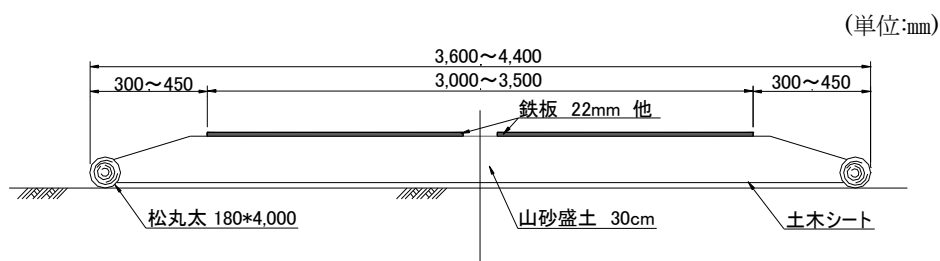 (単位:㎜)
3,600～4,400
300～450
3,000～3,500
300～450
鉄板 22mm 他
松丸太 180*4,000
山砂盛土 30cm
土木シート